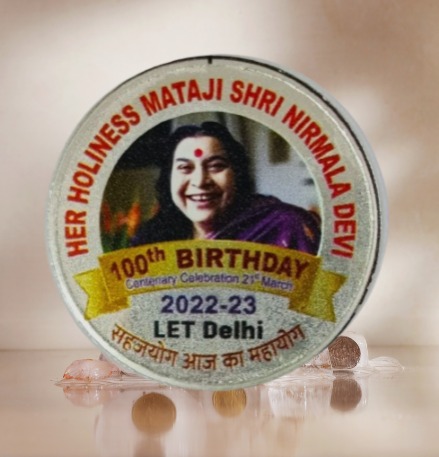 HER HOLINESS MATAJI SHRI NIRMALA DEVI
100th BIRTHDAY
Centenary Celebration 21st March
2022-23
LET Delhi
सहजयोग आज का महायोग